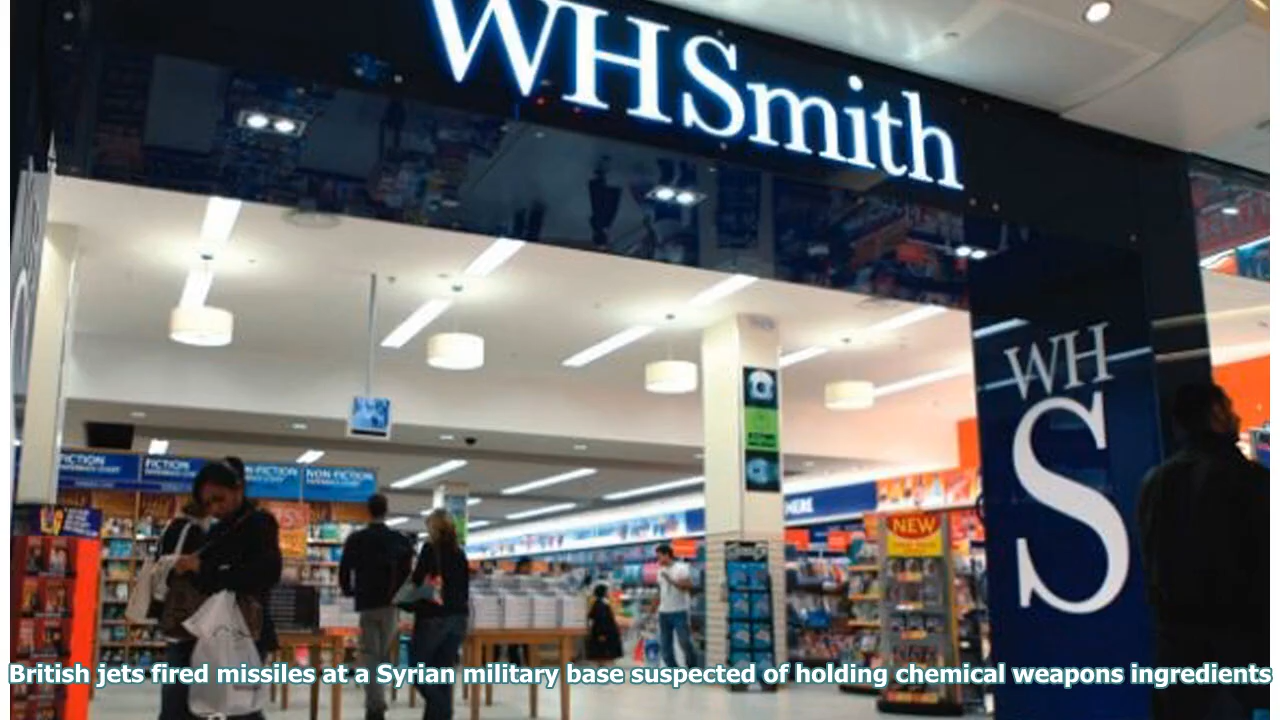 WHSmith
WH
S
FICTION
FICTION
NON-FICTION
NON-FICTION
HERE
NEW
British jets fired missiles at a Syrian military base suspected of holding chemical weapons ingredients